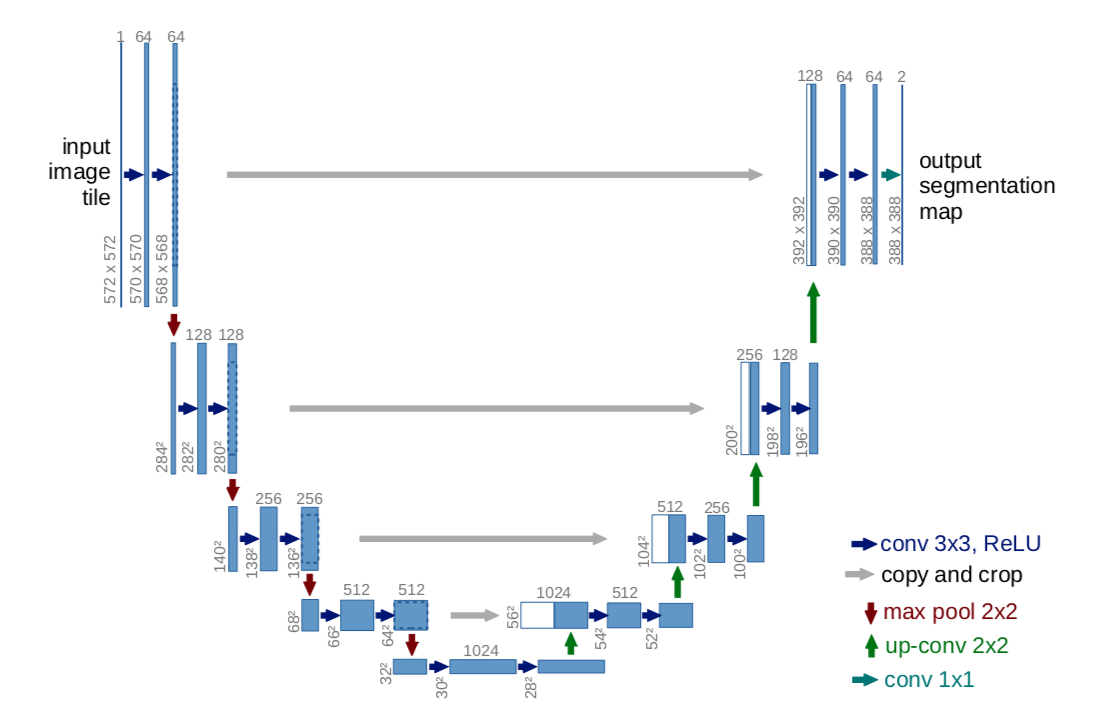 1 64 64
128
64 64 2
input
image
tile
output
segmentation
map
572 x 572
570 x 570
568 x 568
392 x 392
390 x 390
388 x 388
388 x 388
128 128
256 128
284²
282²
280²
200²
198²
196²
256 256
512 256
140²
138²
136²
104²
102²
100²
conv 3x3, ReLU
copy and crop
max pool 2x2
up-conv 2x2
conv 1x1
512 512
1024 512
68²
66²
64²
56²
54²
52²
1024
32²
30²
28²